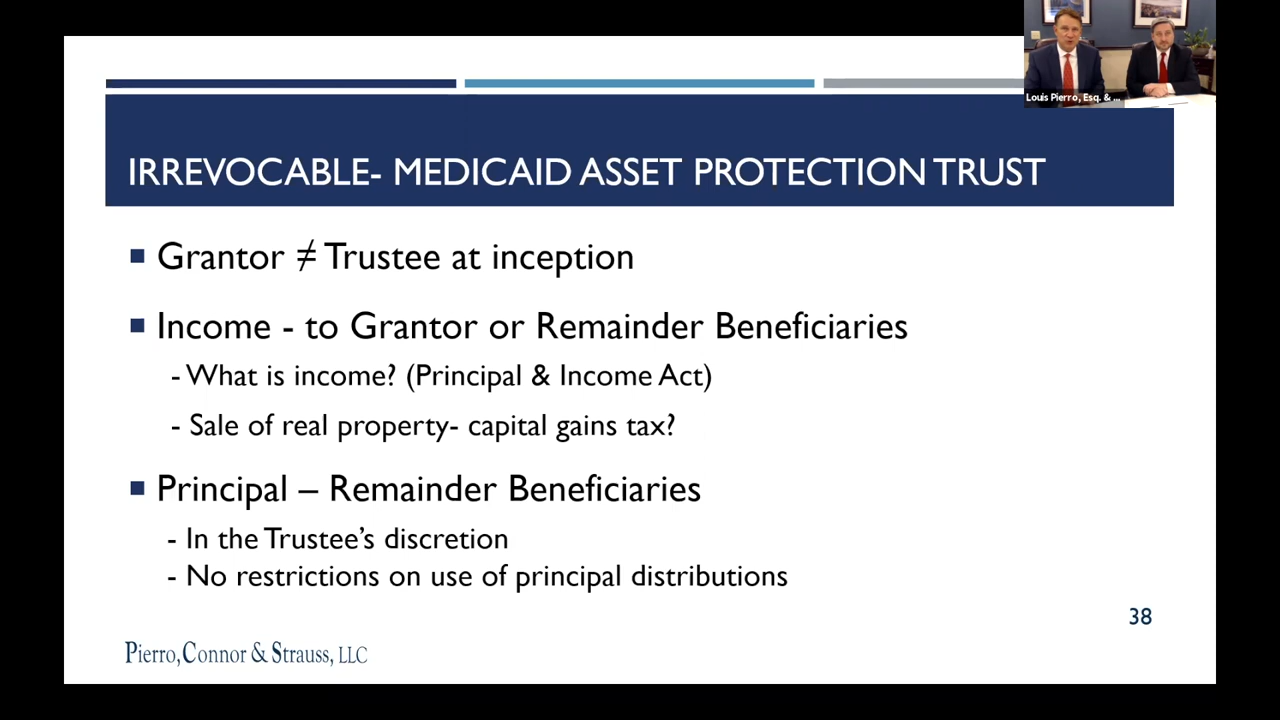 Louis Pierro, Esq. & ...
IRREVOCABLE- MEDICAID ASSET PROTECTION TRUST
■ Grantor ≠ Trustee at inception
■ Income - to Grantor or Remainder Beneficiaries
- What is income? (Principal & Income Act)
- Sale of real property- capital gains tax?
■ Principal – Remainder Beneficiaries
- In the Trustee's discretion
- No restrictions on use of principal distributions
38
Pierro, Connor & Strauss, LLC